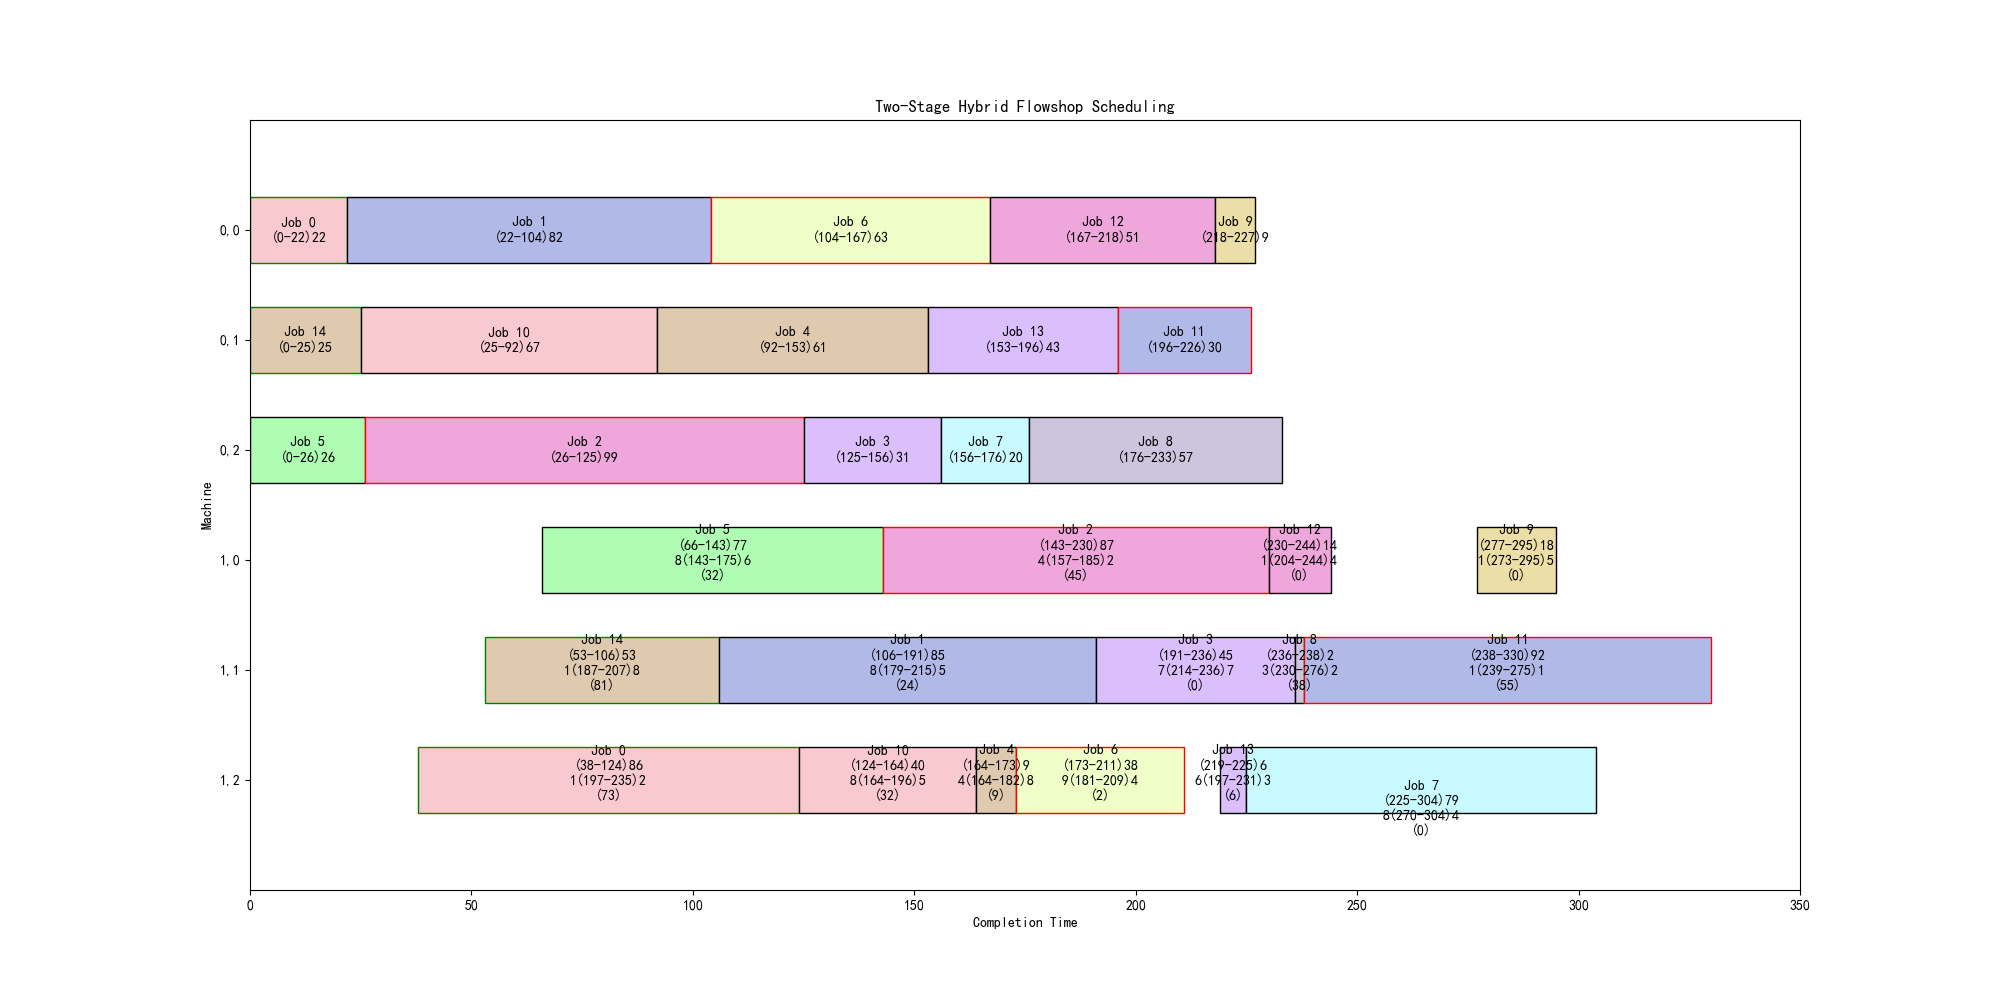 Two-Stage Hybrid Flowshop Scheduling
0,0
Job 0
(0-22)22
Job 1
(22-104)82
Job 6
(104-167)63
Job 12
(167-218)51
Job 9
(218-227)9
0,1
Job 14
(0-25)25
Job 10
(25-92)67
Job 4
(92-153)61
Job 13
(153-196)43
Job 11
(196-226)30
0,2
Job 5
(0-26)26
Job 2
(26-125)99
Job 3
(125-156)31
Job 7
(156-176)20
Job 8
(176-233)57
Machine
1,0
Job 5
(66-143)77
8(143-175)6
(32)
Job 2
(143-230)87
4(157-185)2
(45)
Job 12
(230-244)14
1(204-244)4
(0)
Job 9
(277-295)18
1(273-295)5
(0)
1,1
Job 14
(53-106)53
1(187-207)8
(81)
Job 1
(106-191)85
8(179-215)5
(24)
Job 3
(191-236)45
7(214-236)7
(0)
Job 8
(236-238)2
3(230-276)2
(38)
Job 11
(238-330)92
1(239-275)1
(55)
1,2
Job 0
(38-124)86
1(197-235)2
(73)
Job 10
(124-164)40
8(164-196)5
(32)
Job 4
(164-173)9
4(164-182)8
(9)
Job 6
(173-211)38
9(181-209)4
(2)
Job 13
(219-225)6
6(197-231)3
(6)
Job 7
(225-304)79
8(270-304)4
(0)
0
50
100
150
200
250
300
350
Completion Time